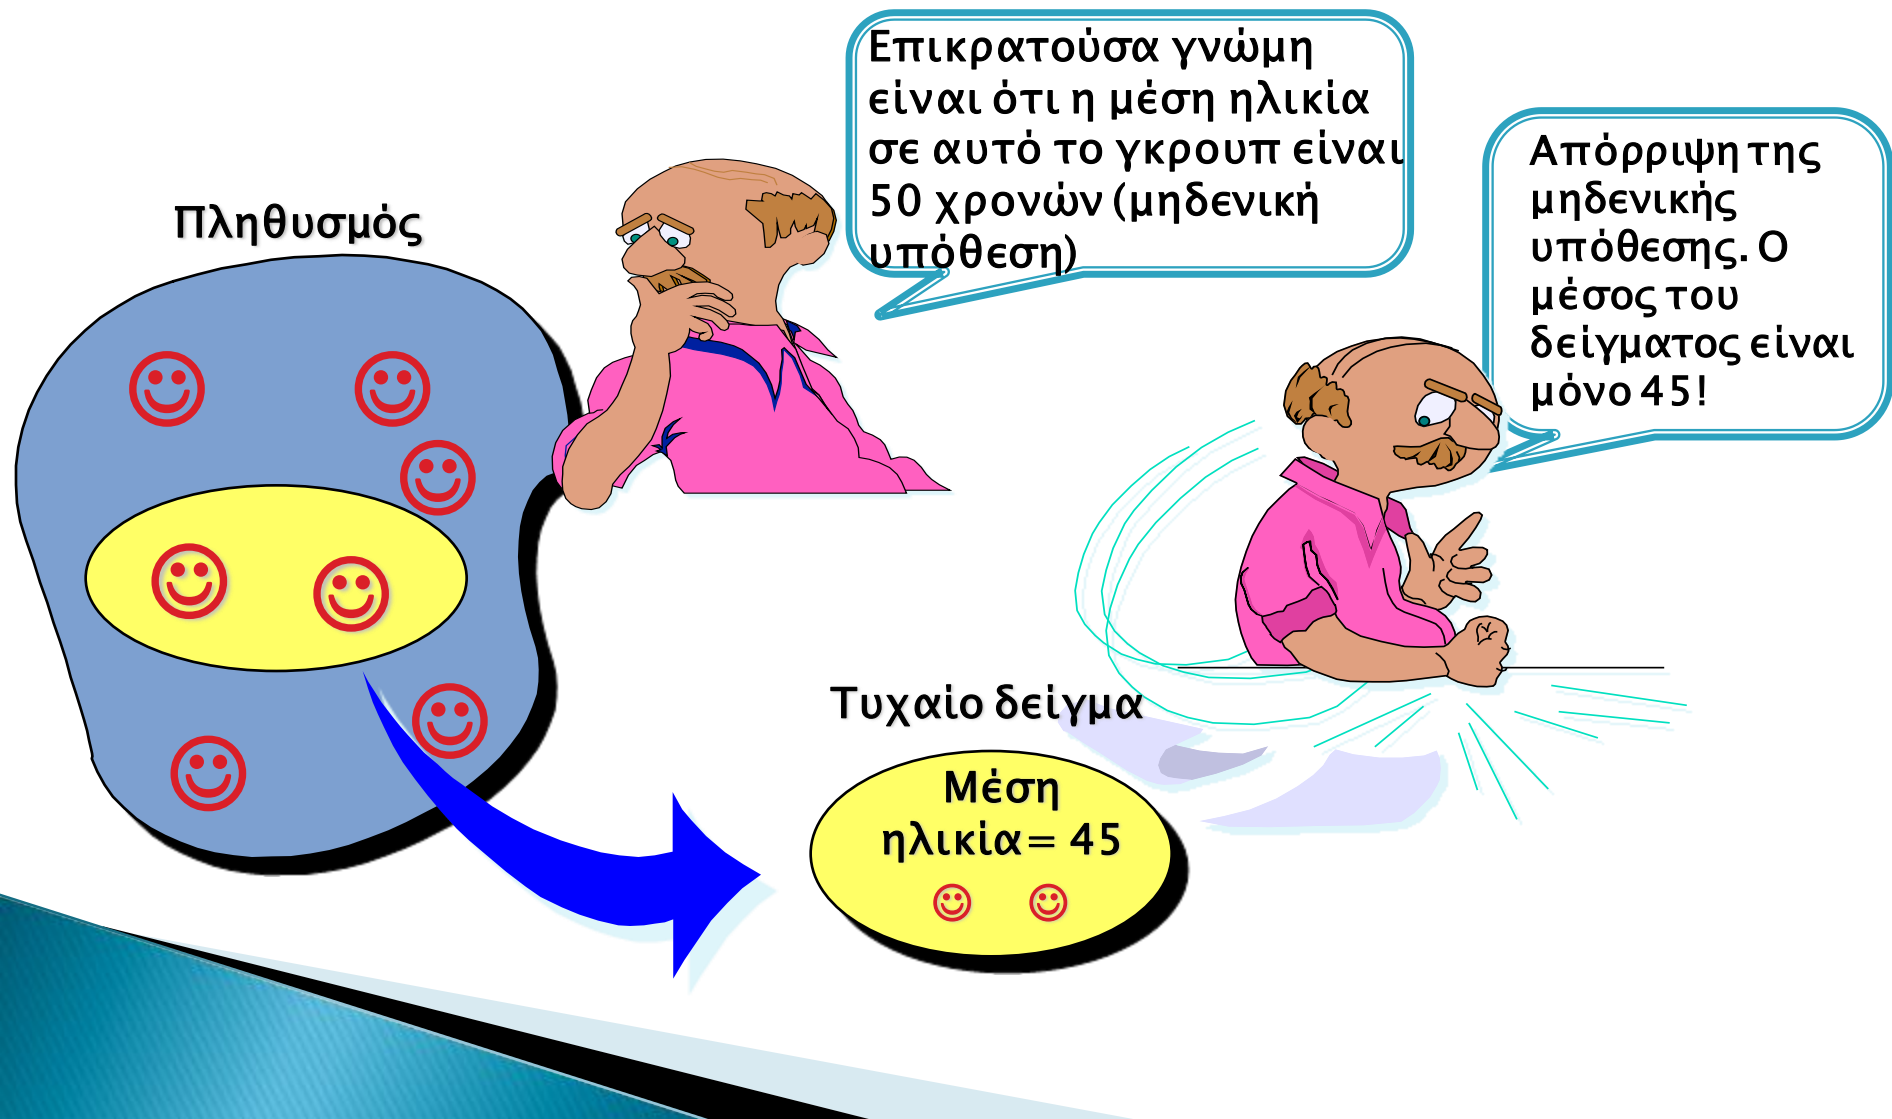 Επικρατούσα γνώμη
είναι ότι η μέση ηλικία
σε αυτό το γκρουπ είναι
50 χρονών (μηδενική
υπόθεση)
Απόρριψη της
μηδενικής
υπόθεσης. Ο
μέσος του
δείγματος είναι
μόνο 45!
Πληθυσμός
Τυχαίο δείγμα
Μέση
ηλικία= 45